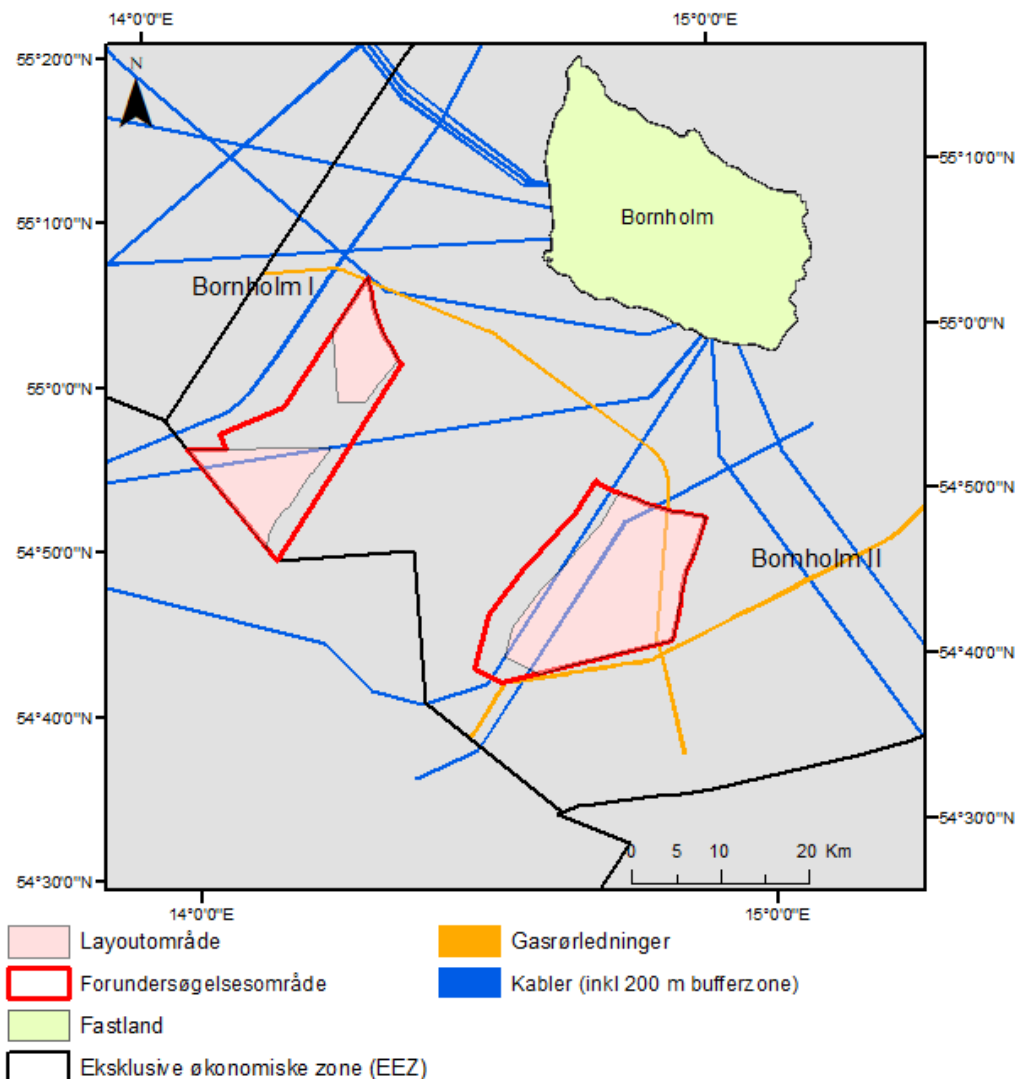 14°0'0"E
15°0'0"E
55°20'0"N
N
55°10'0"N
Bornholm
55°10'0"N
Bornholm I
55°0'0"N
55°0'0"N
54°50'0"N
54°50'0"N
Bornholm II
54°40'0"N
54°40'0"N
54°30'0"N
0 5 10 20 Km
54°30'0"N
14°0'0"E
15°0'0"E
Layoutområde
Gasrørledninger
Forundersøgelsesområde
Kabler (inkl 200 m bufferzone)
Fastland
Eksklusive økonomiske zone (EEZ)